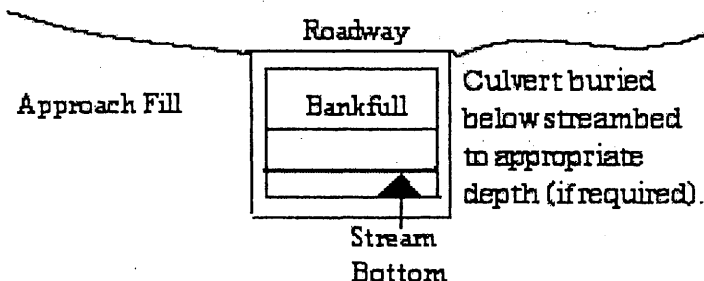 Roadway
Approach Fill
Bankfull
Culvert buried
below streambed
to appropriate
depth (if required).
Stream
Bottom